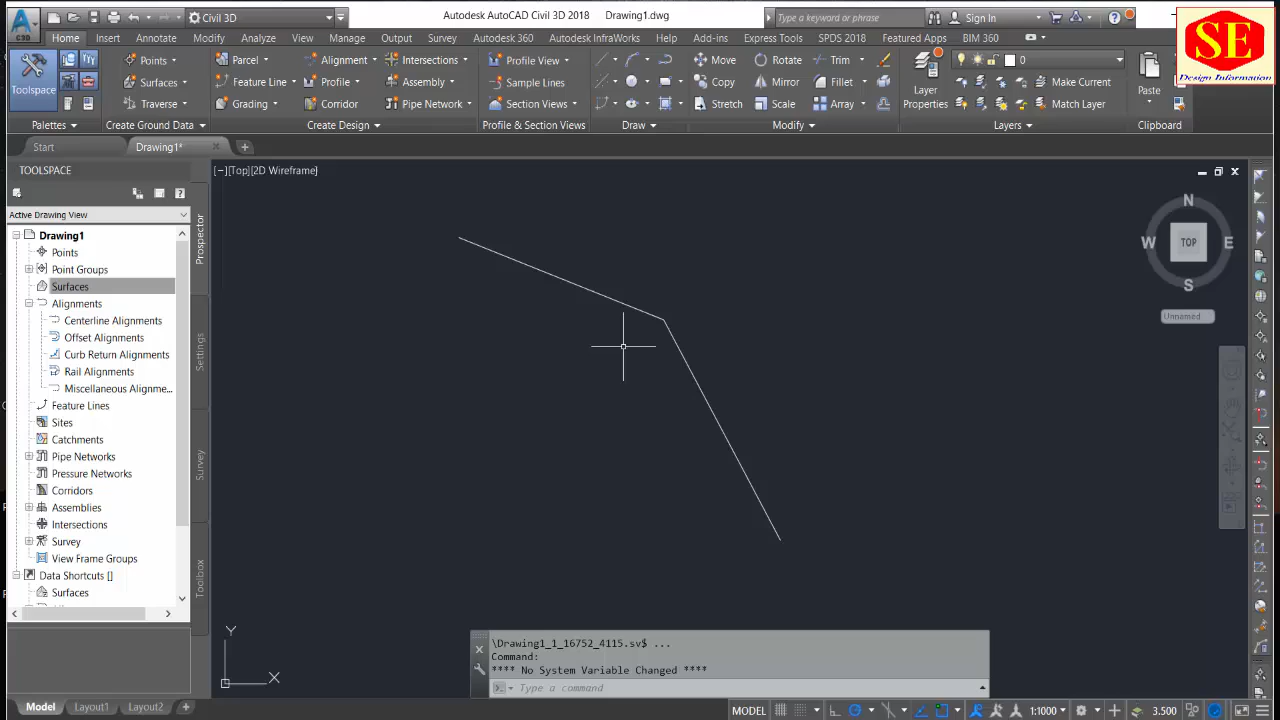 Civil 3D
Autodesk AutoCAD Civil 3D 2018 Drawing1.dwg
Type a keyword or phrase
Sign In
SE
Design Information
C3D
Home Insert Annotate Modify Analyze View Manage Output Survey Autodesk 360 Autodesk InfraWorks Help Add-ins Express Tools SPDS 2018 Featured Apps BIM 360
Toolspace
Points
Surfaces
Traverse
Parcel
Feature Line
Grading
Alignment
Profile
Corridor
Intersections
Assembly
Pipe Network
Profile View
Sample Lines
Section Views
Move Rotate Trim
Copy Mirror Fillet
Stretch Scale Array
Layer
Properties
0
Make Current
Match Layer
Paste
Palettes Create Ground Data Create Design Profile & Section Views Draw Modify Layers Clipboard
Start Drawing1*
TOOLSPACE
Active Drawing View
Drawing1
Points
Point Groups
Surfaces
Alignments
Centerline Alignments
Offset Alignments
Curb Return Alignments
Rail Alignments
Miscellaneous Alignme...
Feature Lines
Sites
Catchments
Pipe Networks
Pressure Networks
Corridors
Assemblies
Intersections
Survey
View Frame Groups
Data Shortcuts []
Surfaces
Prospector
Settings
Survey
Toolbox
[−][Top][2D Wireframe]
N
W TOP E
S
Unnamed
Y
X
\Drawing1_1_16752_4115.sv$ ...
Command:
**** No System Variable Changed ****
Type a command
Model Layout1 Layout2
MODEL 1:1000 3.500